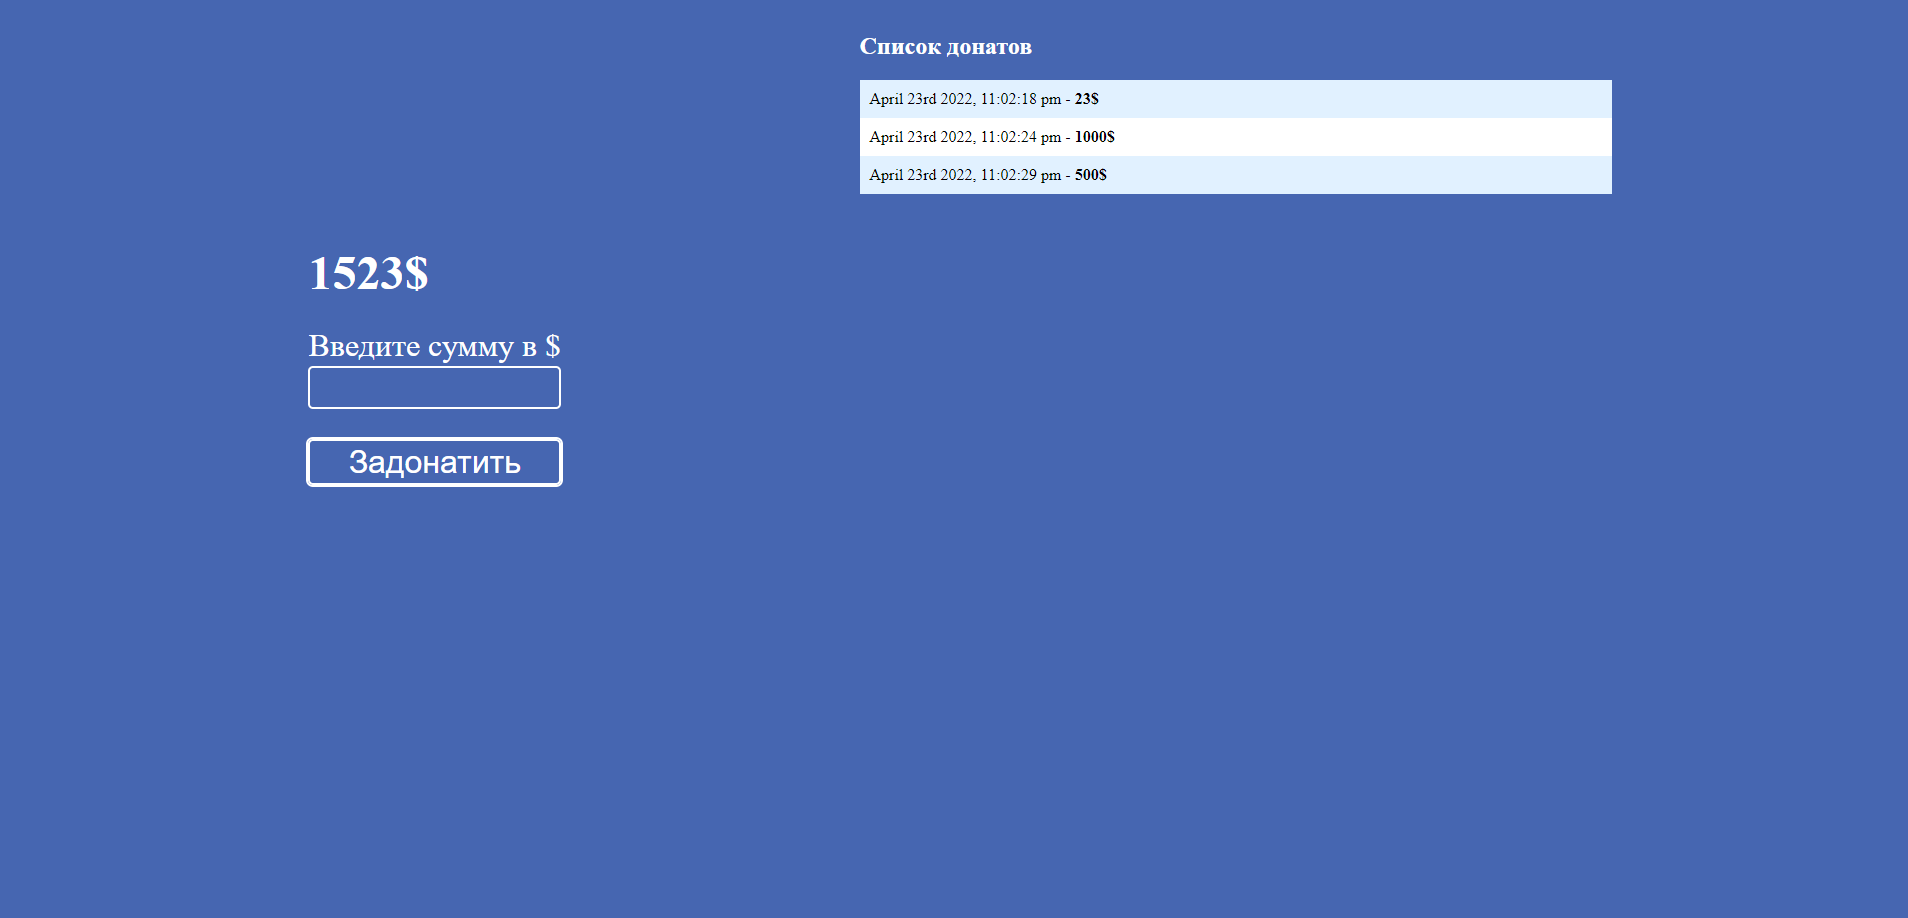 Список донатов
April 23rd 2022, 11:02:18 pm - 23$
April 23rd 2022, 11:02:24 pm - 1000$
April 23rd 2022, 11:02:29 pm - 500$
1523$
Введите сумму в $
Задонатить